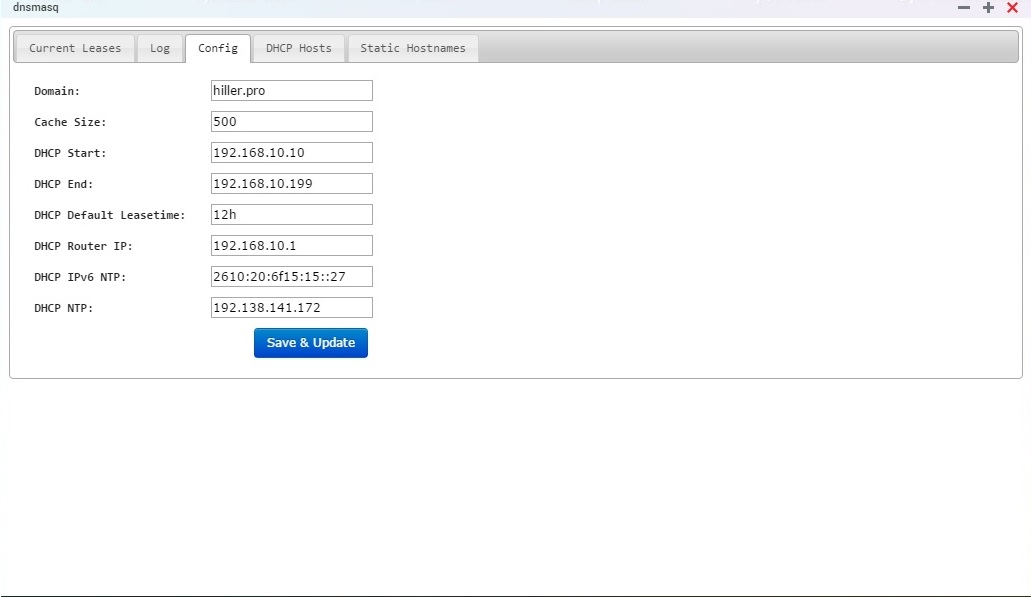 dnsmasq
Current Leases Log Config DHCP Hosts Static Hostnames
Domain: hiller.pro
Cache Size: 500
DHCP Start: 192.168.10.10
DHCP End: 192.168.10.199
DHCP Default Leasetime: 12h
DHCP Router IP: 192.168.10.1
DHCP IPv6 NTP: 2610:20:6f15:15::27
DHCP NTP: 192.138.141.172
Save & Update